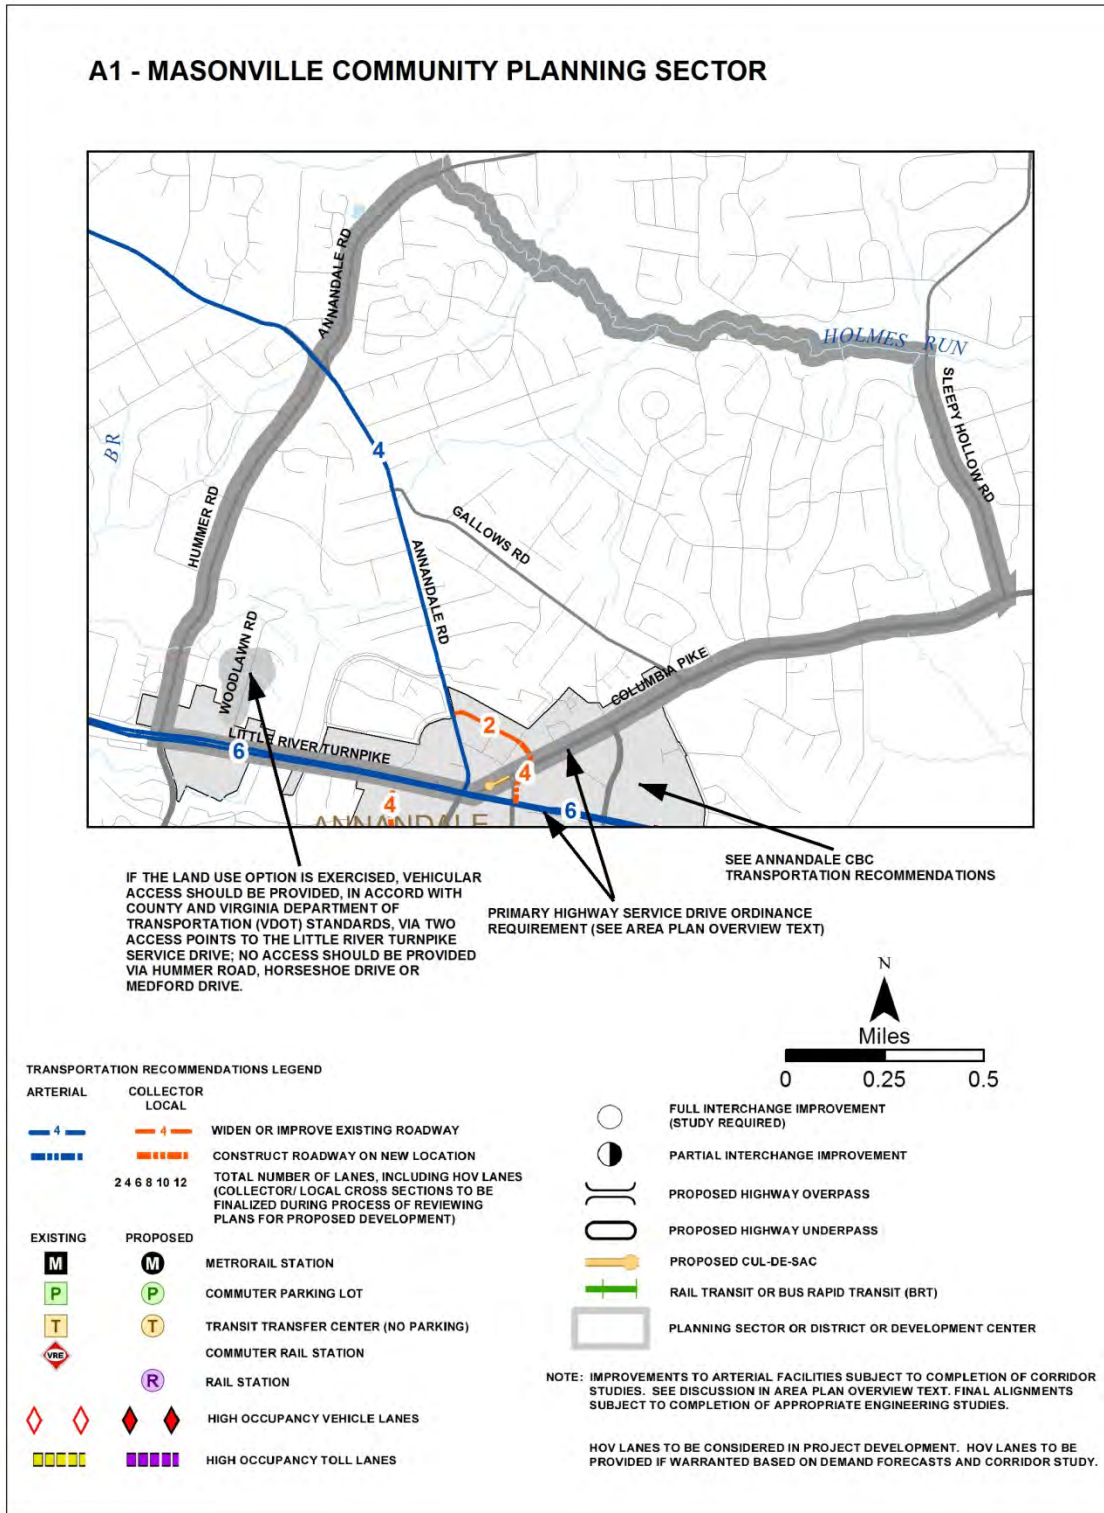 A1 - MASONVILLE COMMUNITY PLANNING SECTOR
ANNANDALE RD
HOLMES RUN
SLEEPY HOLLOW RD
BR
4
HUMMER RD
GALLOWS RD
ANNANDALE RD
WOODLAWN RD
COLUMBIA PIKE
2
LITTLE RIVER TURNPIKE
6
4
4
6
ANNANDALE
IF THE LAND USE OPTION IS EXERCISED, VEHICULAR
ACCESS SHOULD BE PROVIDED, IN ACCORD WITH
COUNTY AND VIRGINIA DEPARTMENT OF
TRANSPORTATION (VDOT) STANDARDS, VIA TWO
ACCESS POINTS TO THE LITTLE RIVER TURNPIKE
SERVICE DRIVE; NO ACCESS SHOULD BE PROVIDED
VIA HUMMER ROAD, HORSESHOE DRIVE OR
MEDFORD DRIVE.
PRIMARY HIGHWAY SERVICE DRIVE ORDINANCE
REQUIREMENT (SEE AREA PLAN OVERVIEW TEXT)
SEE ANNANDALE CBC
TRANSPORTATION RECOMMENDATIONS
N
Miles
0 0.25 0.5
TRANSPORTATION RECOMMENDATIONS LEGEND
ARTERIAL COLLECTOR
LOCAL
4 4 WIDEN OR IMPROVE EXISTING ROADWAY
CONSTRUCT ROADWAY ON NEW LOCATION
2 4 6 8 10 12 TOTAL NUMBER OF LANES, INCLUDING HOV LANES
(COLLECTOR/ LOCAL CROSS SECTIONS TO BE
FINALIZED DURING PROCESS OF REVIEWING
PLANS FOR PROPOSED DEVELOPMENT)
EXISTING PROPOSED
M M METRORAIL STATION
P P COMMUTER PARKING LOT
T T TRANSIT TRANSFER CENTER (NO PARKING)
VRE COMMUTER RAIL STATION
R RAIL STATION
HIGH OCCUPANCY VEHICLE LANES
HIGH OCCUPANCY TOLL LANES
FULL INTERCHANGE IMPROVEMENT
(STUDY REQUIRED)
PARTIAL INTERCHANGE IMPROVEMENT
PROPOSED HIGHWAY OVERPASS
PROPOSED HIGHWAY UNDERPASS
PROPOSED CUL-DE-SAC
RAIL TRANSIT OR BUS RAPID TRANSIT (BRT)
PLANNING SECTOR OR DISTRICT OR DEVELOPMENT CENTER
NOTE: IMPROVEMENTS TO ARTERIAL FACILITIES SUBJECT TO COMPLETION OF CORRIDOR
STUDIES. SEE DISCUSSION IN AREA PLAN OVERVIEW TEXT. FINAL ALIGNMENTS
SUBJECT TO COMPLETION OF APPROPRIATE ENGINEERING STUDIES.
HOV LANES TO BE CONSIDERED IN PROJECT DEVELOPMENT. HOV LANES TO BE
PROVIDED IF WARRANTED BASED ON DEMAND FORECASTS AND CORRIDOR STUDY.